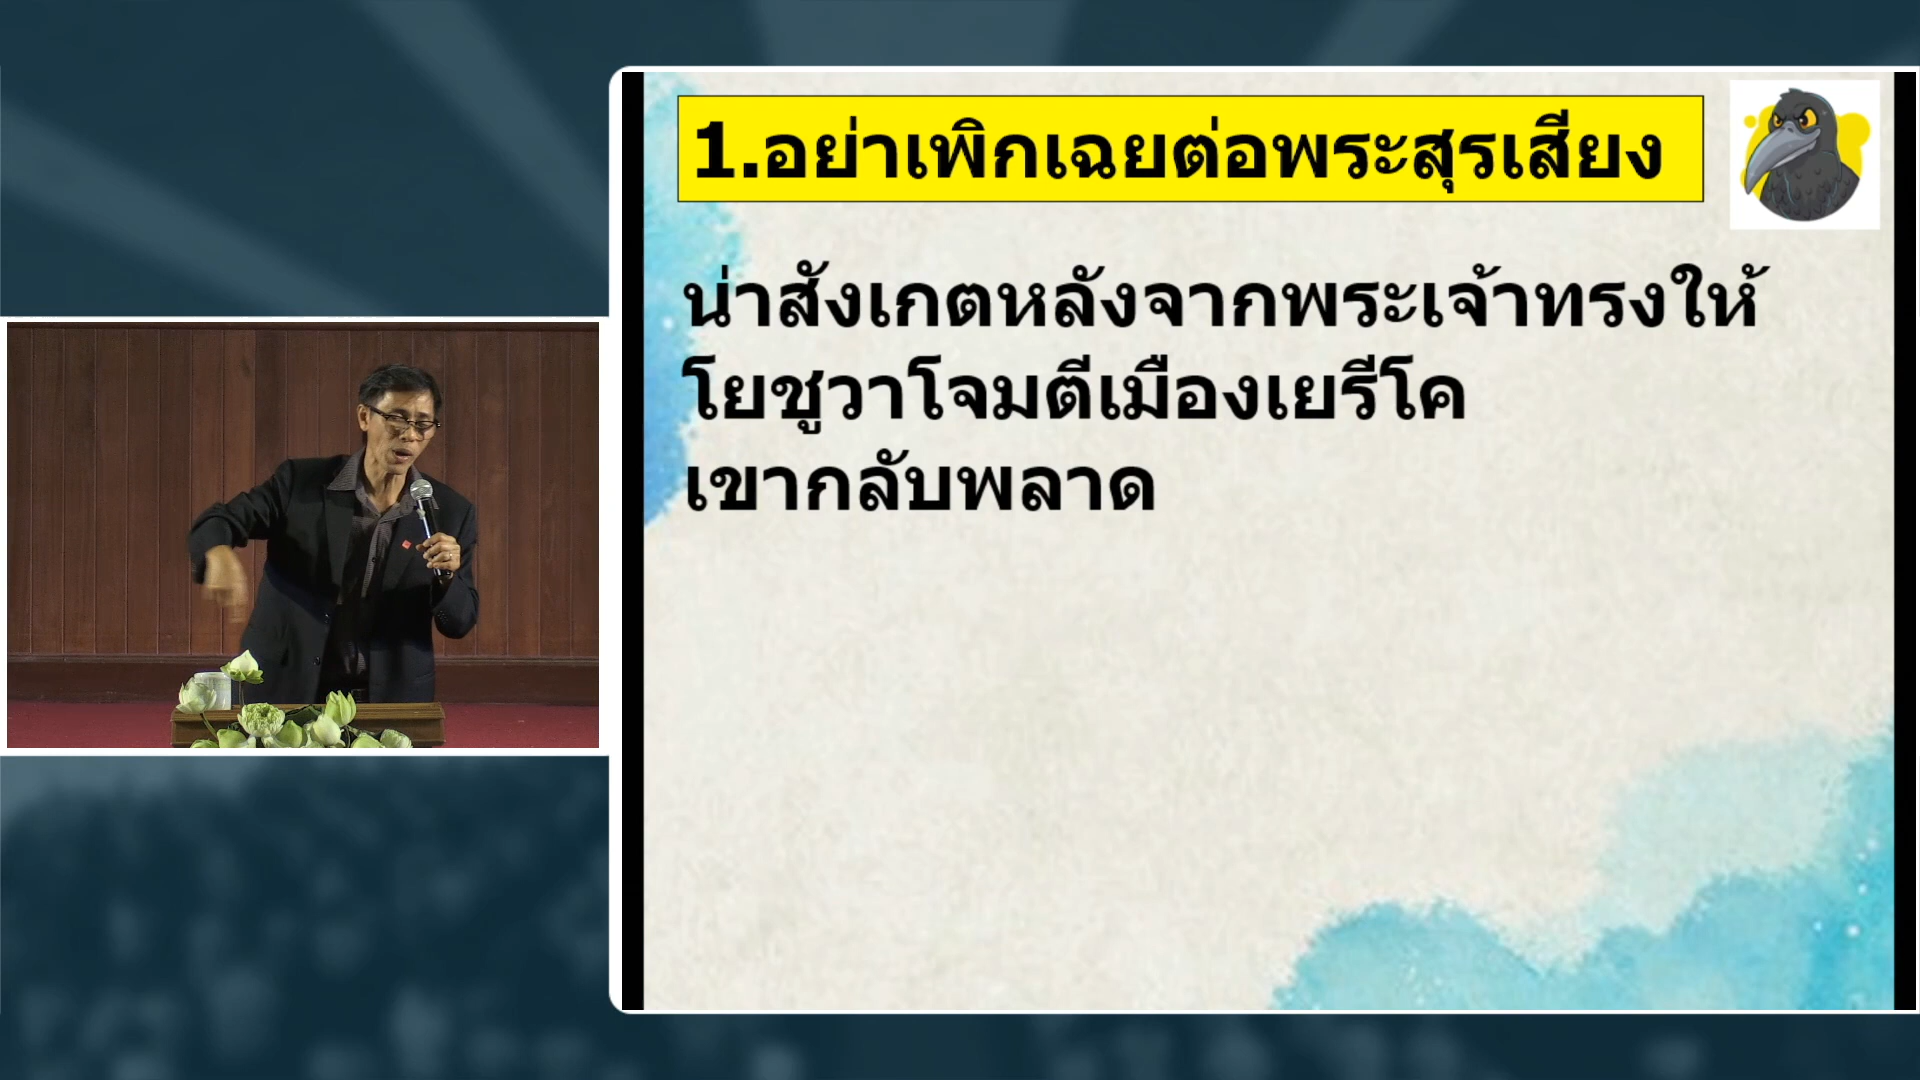 1.อย่าเพิกเฉยต่อพระสุรเสียง
น่าสังเกตหลังจากพระเจ้าทรงให้
โยชูวาโจมตีเมืองเยรีโค
เขากลับพลาด